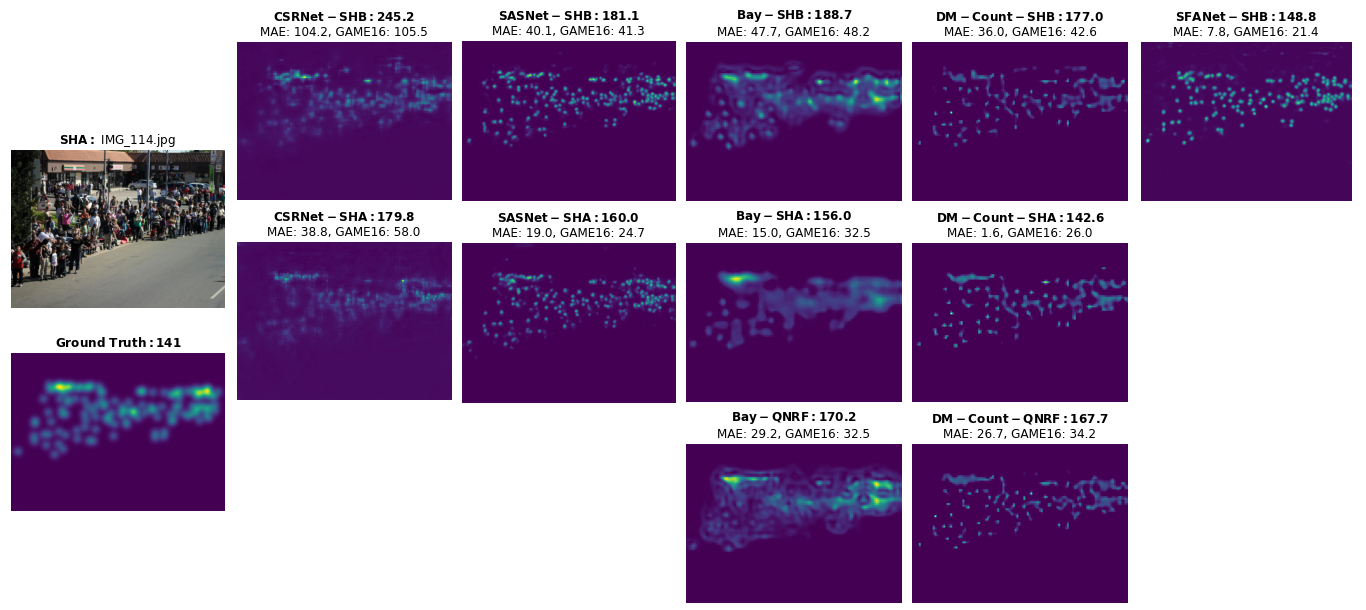 CSRNet − SHB : 245.2
MAE: 104.2, GAME16: 105.5
SASNet − SHB : 181.1
MAE: 40.1, GAME16: 41.3
Bay − SHB : 188.7
MAE: 47.7, GAME16: 48.2
DM − Count − SHB : 177.0
MAE: 36.0, GAME16: 42.6
SFANet − SHB : 148.8
MAE: 7.8, GAME16: 21.4
SHA : IMG_114.jpg
CSRNet − SHA : 179.8
MAE: 38.8, GAME16: 58.0
SASNet − SHA : 160.0
MAE: 19.0, GAME16: 24.7
Bay − SHA : 156.0
MAE: 15.0, GAME16: 32.5
DM − Count − SHA : 142.6
MAE: 1.6, GAME16: 26.0
Ground Truth : 141
Bay − QNRF : 170.2
MAE: 29.2, GAME16: 32.5
DM − Count − QNRF : 167.7
MAE: 26.7, GAME16: 34.2